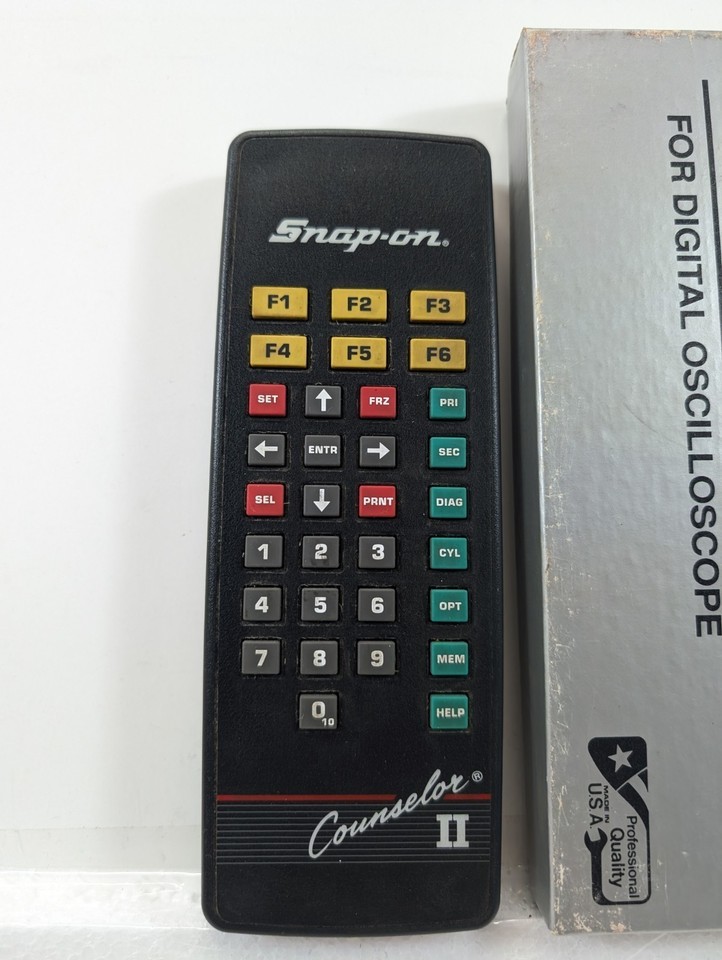 Snap-on®
F1 F2 F3
F4 F5 F6
SET ↑ FRZ PRI
← ENTR → SEC
SEL ↓ PRNT DIAG
1 2 3 CYL
4 5 6 OPT
7 8 9 MEM
0 10 HELP
Counselor®
II
FOR DIGITAL OSCILLOSCOPE
MADE IN
U.S.A.
Professional
Quality